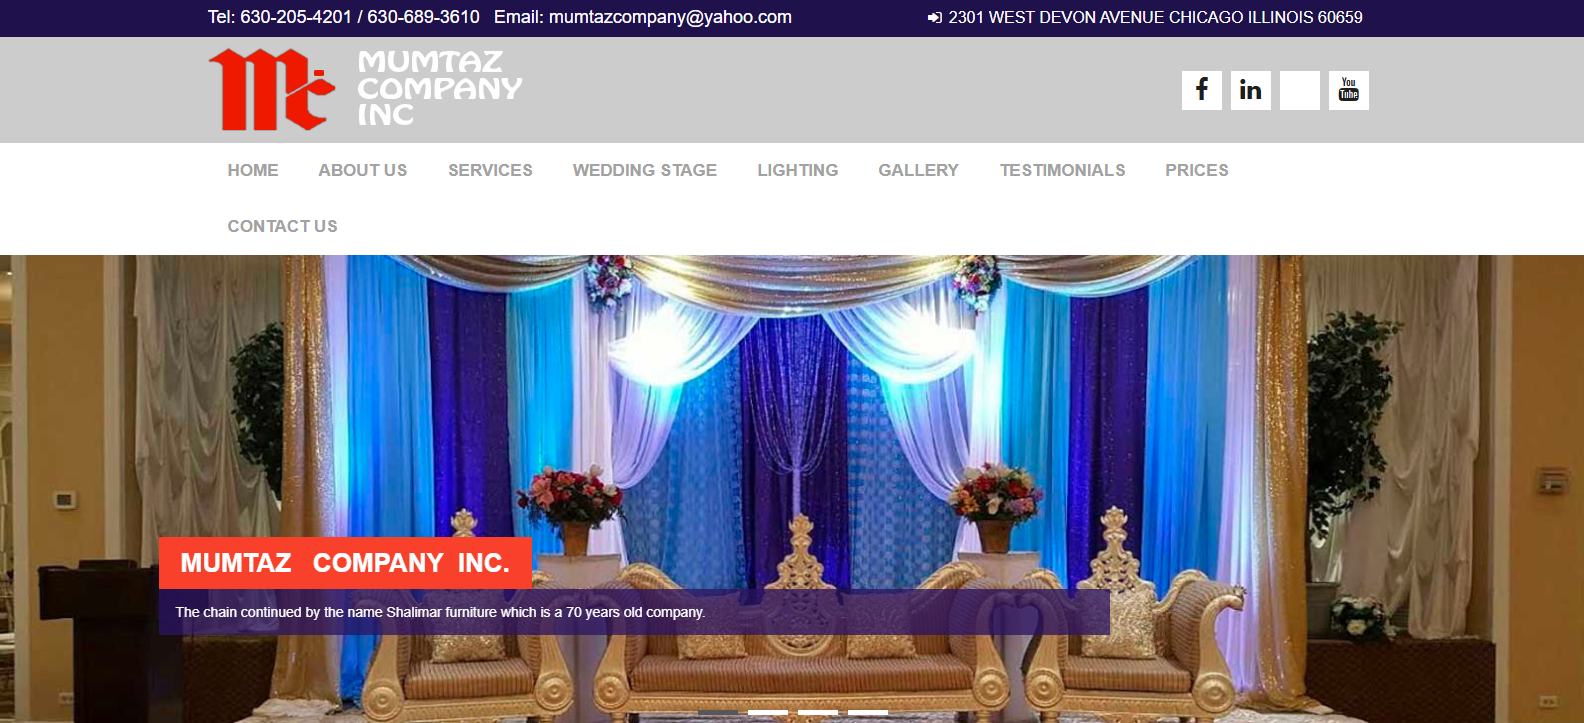 Tel: 630-205-4201 / 630-689-3610 Email: mumtazcompany@yahoo.com
2301 WEST DEVON AVENUE CHICAGO ILLINOIS 60659
MUMTAZ
COMPANY
INC
You
Tube
HOME ABOUT US SERVICES WEDDING STAGE LIGHTING GALLERY TESTIMONIALS PRICES
CONTACT US
MUMTAZ COMPANY INC.
The chain continued by the name Shalimar furniture which is a 70 years old company.